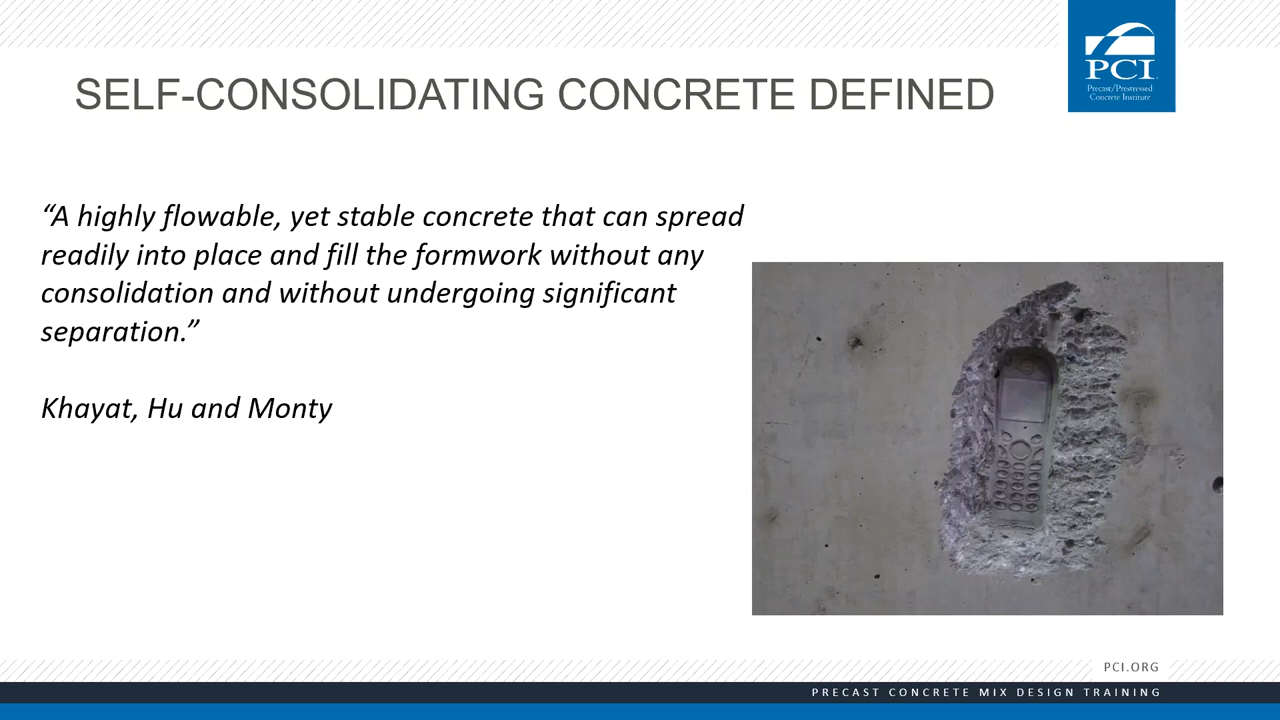 SELF-CONSOLIDATING CONCRETE DEFINED
PCI
Precast/Prestressed
Concrete Institute
“A highly flowable, yet stable concrete that can spread
readily into place and fill the formwork without any
consolidation and without undergoing significant
separation.”
Khayat, Hu and Monty
PCI.ORG
PRECAST CONCRETE MIX DESIGN TRAINING